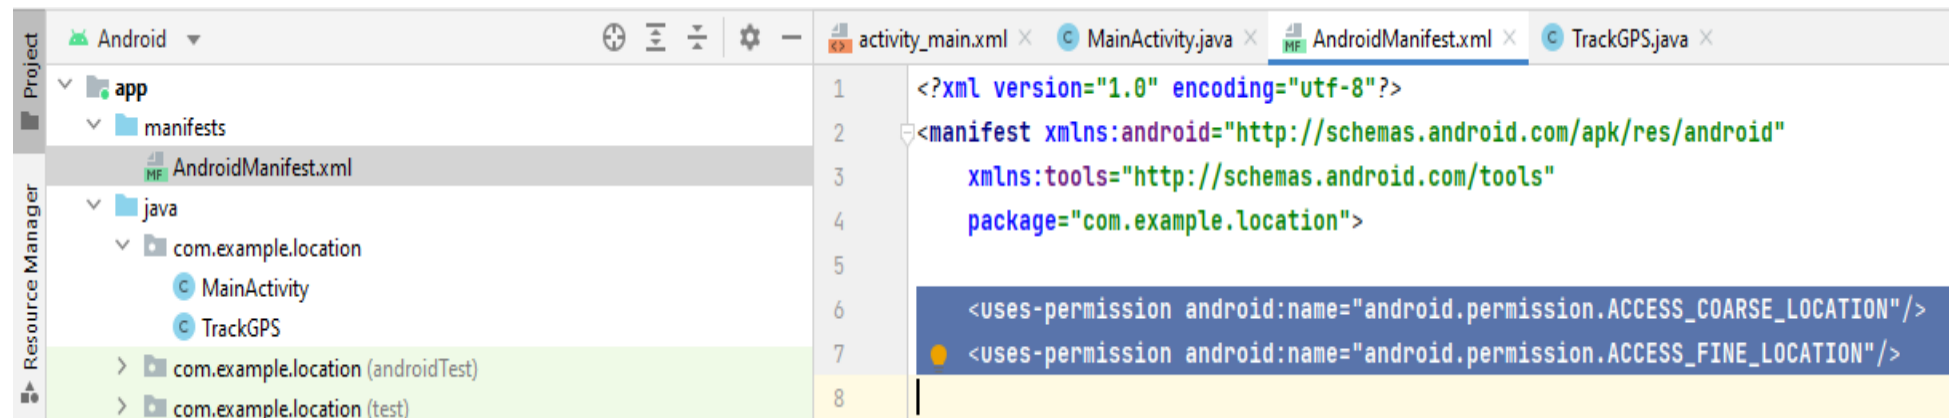 Project
Resource Manager
Android
app
manifests
AndroidManifest.xml
java
com.example.location
MainActivity
TrackGPS
com.example.location (androidTest)
com.example.location (test)
activity_main.xml
MainActivity.java
AndroidManifest.xml
TrackGPS.java
1 <?xml version="1.0" encoding="utf-8"?>
2 <manifest xmlns:android="http://schemas.android.com/apk/res/android"
3 xmlns:tools="http://schemas.android.com/tools"
4 package="com.example.location">
5
6 <uses-permission android:name="android.permission.ACCESS_COARSE_LOCATION"/>
7 <uses-permission android:name="android.permission.ACCESS_FINE_LOCATION"/>
8